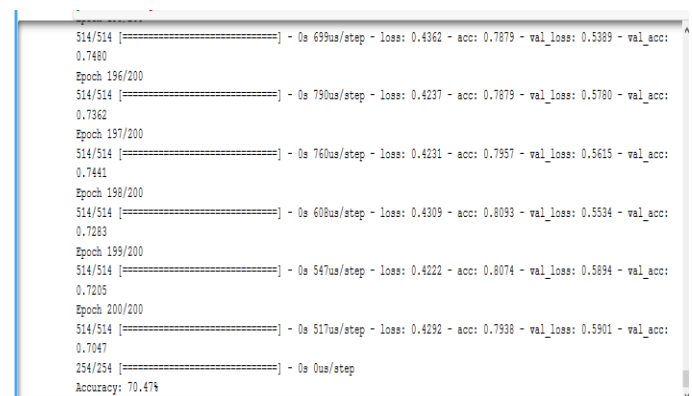 514/514 [==============================] - 0s 699us/step - loss: 0.4362 - acc: 0.7879 - val_loss: 0.5389 - val_acc:
0.7480
Epoch 196/200
514/514 [==============================] - 0s 790us/step - loss: 0.4237 - acc: 0.7879 - val_loss: 0.5780 - val_acc:
0.7362
Epoch 197/200
514/514 [==============================] - 0s 760us/step - loss: 0.4231 - acc: 0.7957 - val_loss: 0.5615 - val_acc:
0.7441
Epoch 198/200
514/514 [==============================] - 0s 608us/step - loss: 0.4309 - acc: 0.8093 - val_loss: 0.5534 - val_acc:
0.7283
Epoch 199/200
514/514 [==============================] - 0s 547us/step - loss: 0.4222 - acc: 0.8074 - val_loss: 0.5894 - val_acc:
0.7205
Epoch 200/200
514/514 [==============================] - 0s 517us/step - loss: 0.4292 - acc: 0.7938 - val_loss: 0.5901 - val_acc:
0.7047
254/254 [==============================] - 0s 0us/step
Accuracy: 70.47%